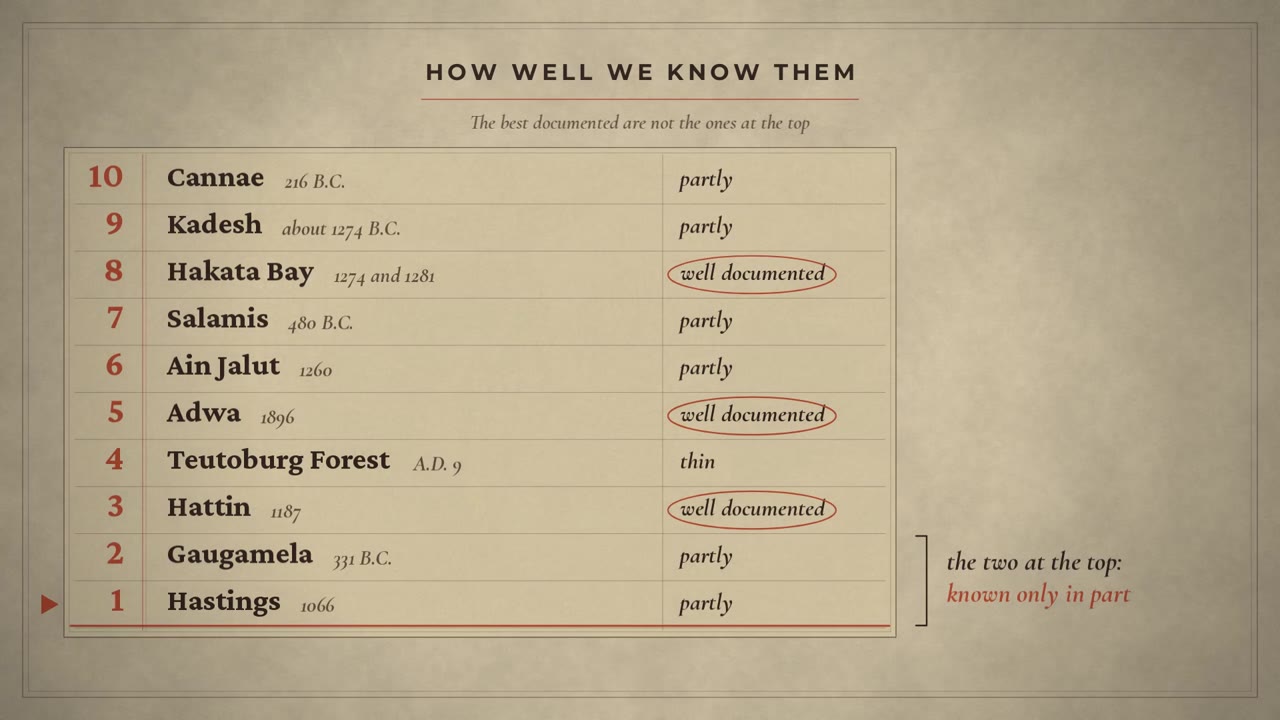 HOW WELL WE KNOW THEM
The best documented are not the ones at the top
10 Cannae 216 B.C. partly
9 Kadesh about 1274 B.C. partly
8 Hakata Bay 1274 and 1281 well documented
7 Salamis 480 B.C. partly
6 Ain Jalut 1260 partly
5 Adwa 1896 well documented
4 Teutoburg Forest A.D. 9 thin
3 Hattin 1187 well documented
2 Gaugamela 331 B.C. partly
1 Hastings 1066 partly
the two at the top:
known only in part